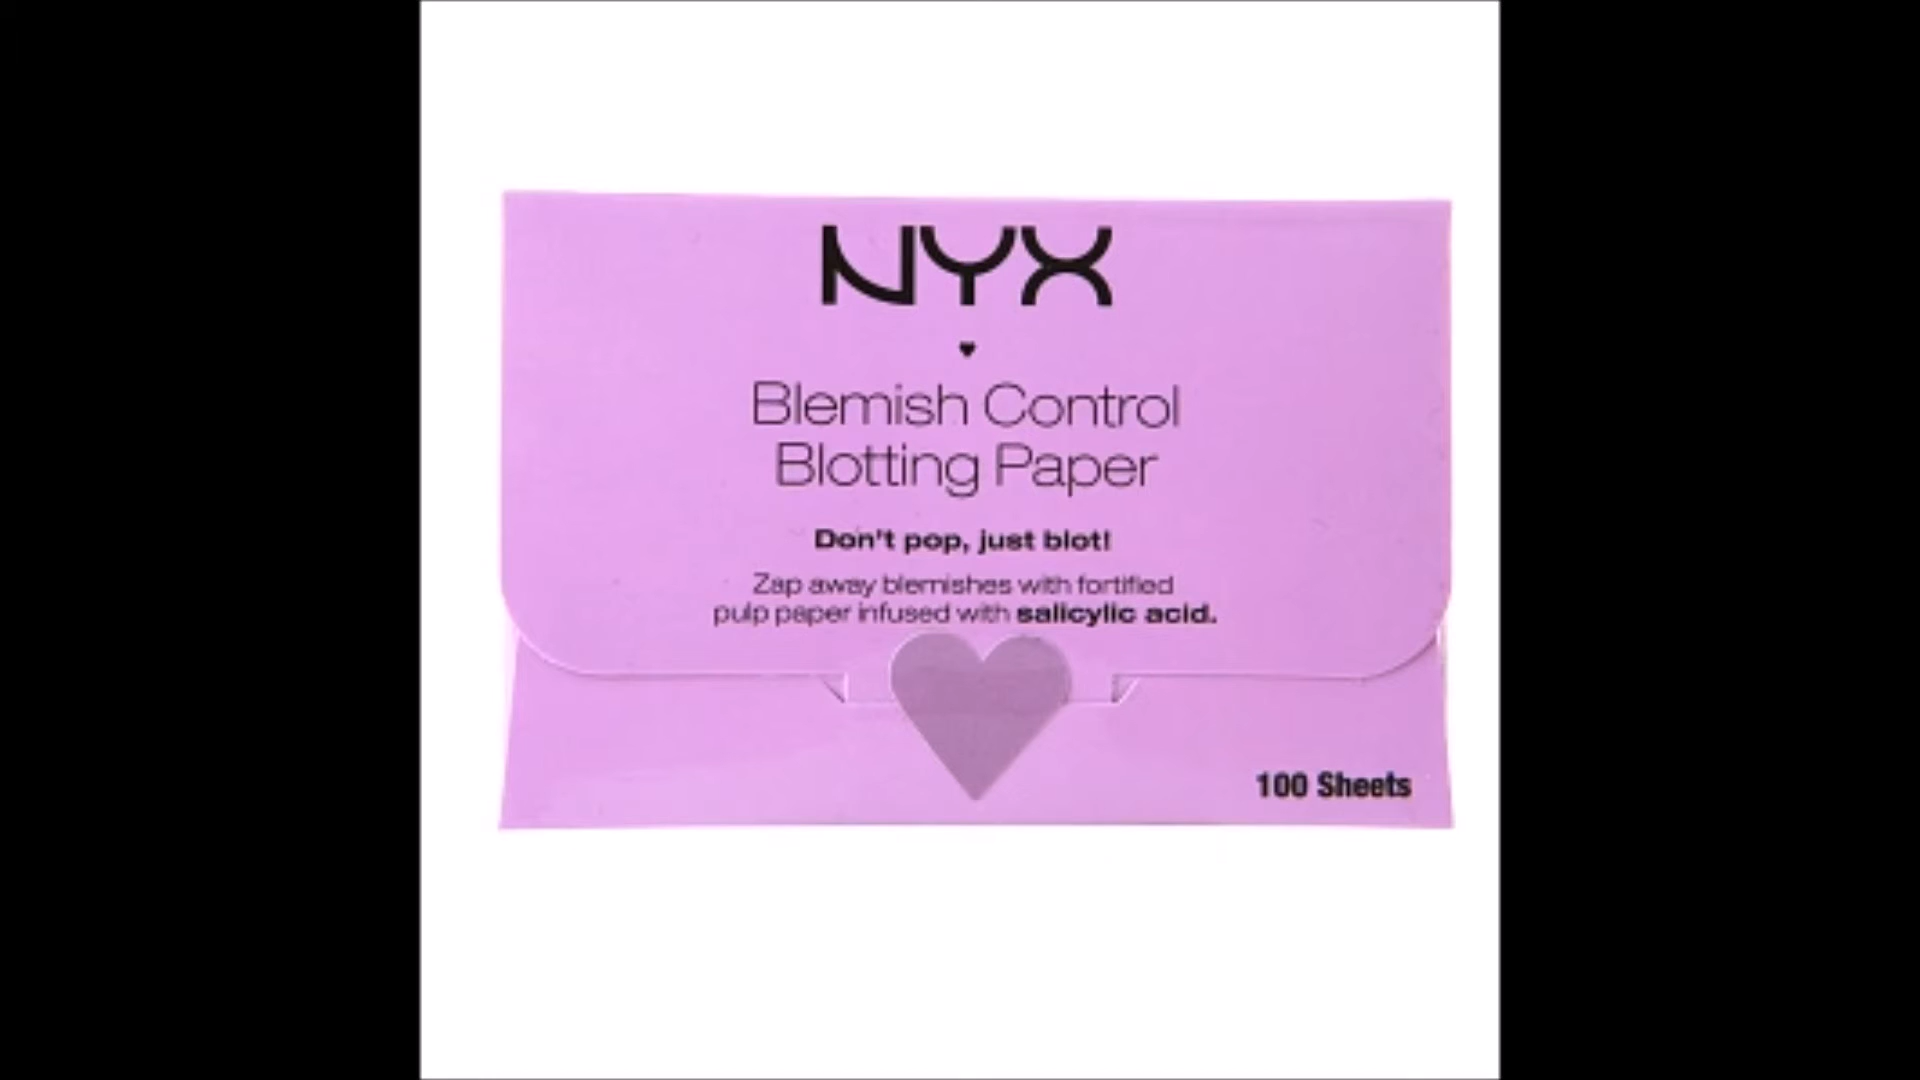 NYX
Blemish Control
Blotting Paper
Don't pop, just blot!
Zap away blemishes with fortified
pulp paper infused with salicylic acid.
100 Sheets